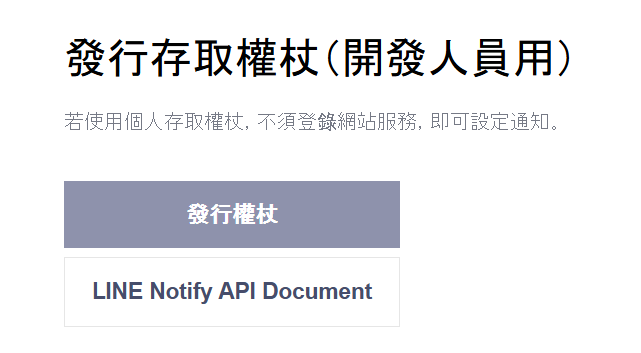 發行存取權杖(開發人員用)
若使用個人存取權杖, 不須登錄網站服務, 即可設定通知。
發行權杖
LINE Notify API Document